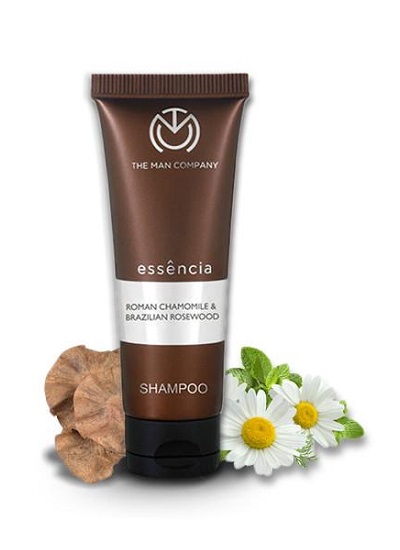 THE MAN COMPANY
essência
ROMAN CHAMOMILE &
BRAZILIAN ROSEWOOD
SHAMPOO